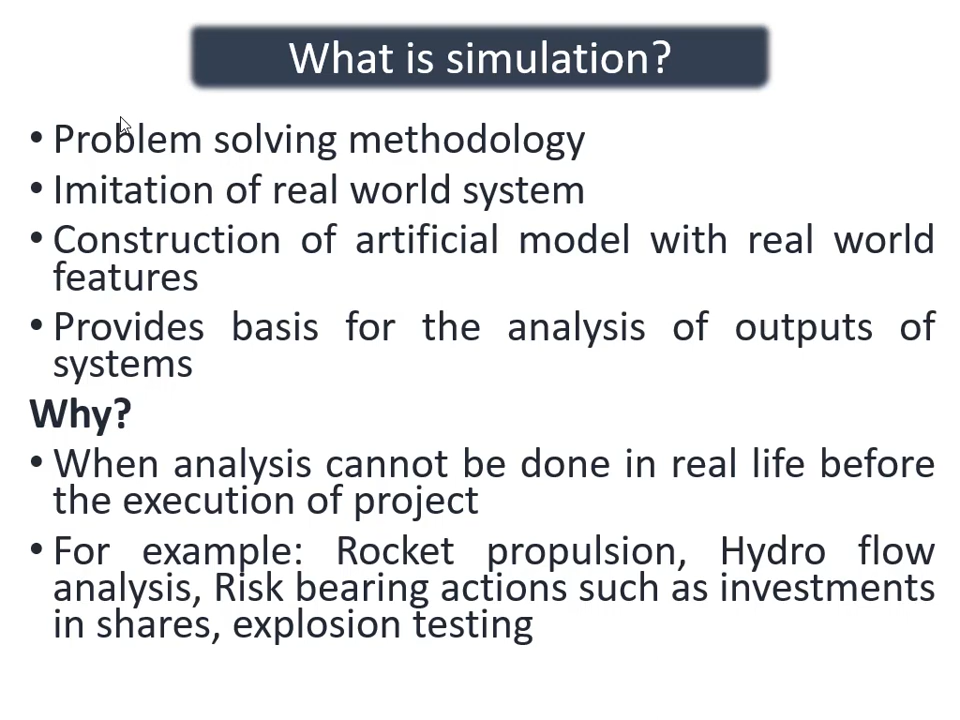 What is simulation?
• Problem solving methodology
• Imitation of real world system
• Construction of artificial model with real world
features
• Provides basis for the analysis of outputs of
systems
Why?
• When analysis cannot be done in real life before
the execution of project
• For example: Rocket propulsion, Hydro flow
analysis, Risk bearing actions such as investments
in shares, explosion testing